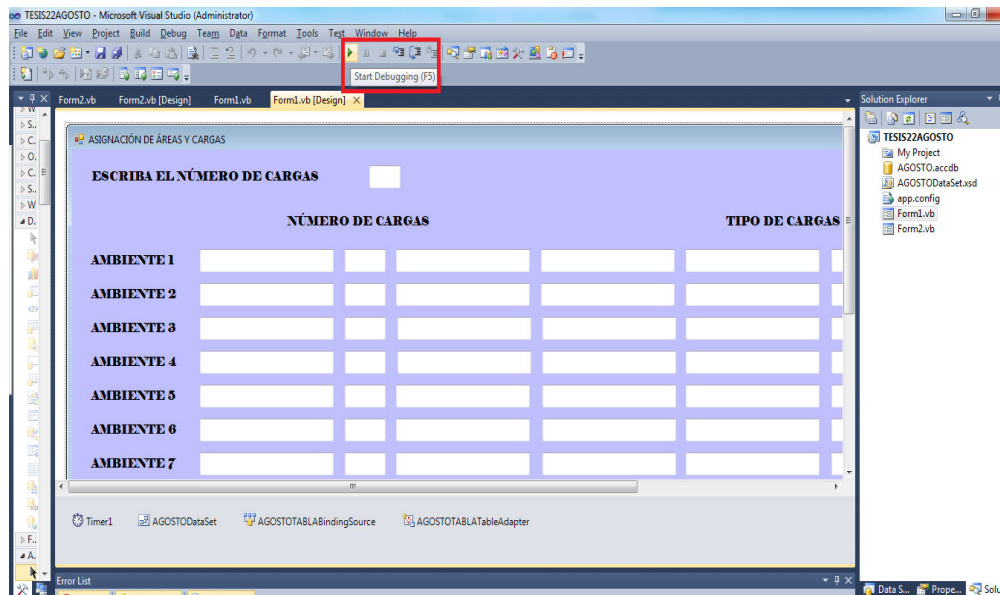 TESIS22AGOSTO - Microsoft Visual Studio (Administrator)
File Edit View Project Build Debug Team Data Format Tools Test Window Help
Start Debugging (F5)
Form2.vb Form2.vb [Design] Form1.vb Form1.vb [Design]
Solution Explorer
W
S..
C.
O.
C.
S..
W
D.
F..
A.
ASIGNACIÓN DE ÁREAS Y CARGAS
ESCRIBA EL NÚMERO DE CARGAS
NÚMERO DE CARGAS TIPO DE CARGAS
AMBIENTE 1
AMBIENTE 2
AMBIENTE 3
AMBIENTE 4
AMBIENTE 5
AMBIENTE 6
AMBIENTE 7
Timer1 AGOSTODataSet AGOSTOTABLABindingSource AGOSTOTABLATableAdapter
Error List
TESIS22AGOSTO
My Project
AGOSTO.accdb
AGOSTODataSet.xsd
app.config
Form1.vb
Form2.vb
Data S... Prope... Solu